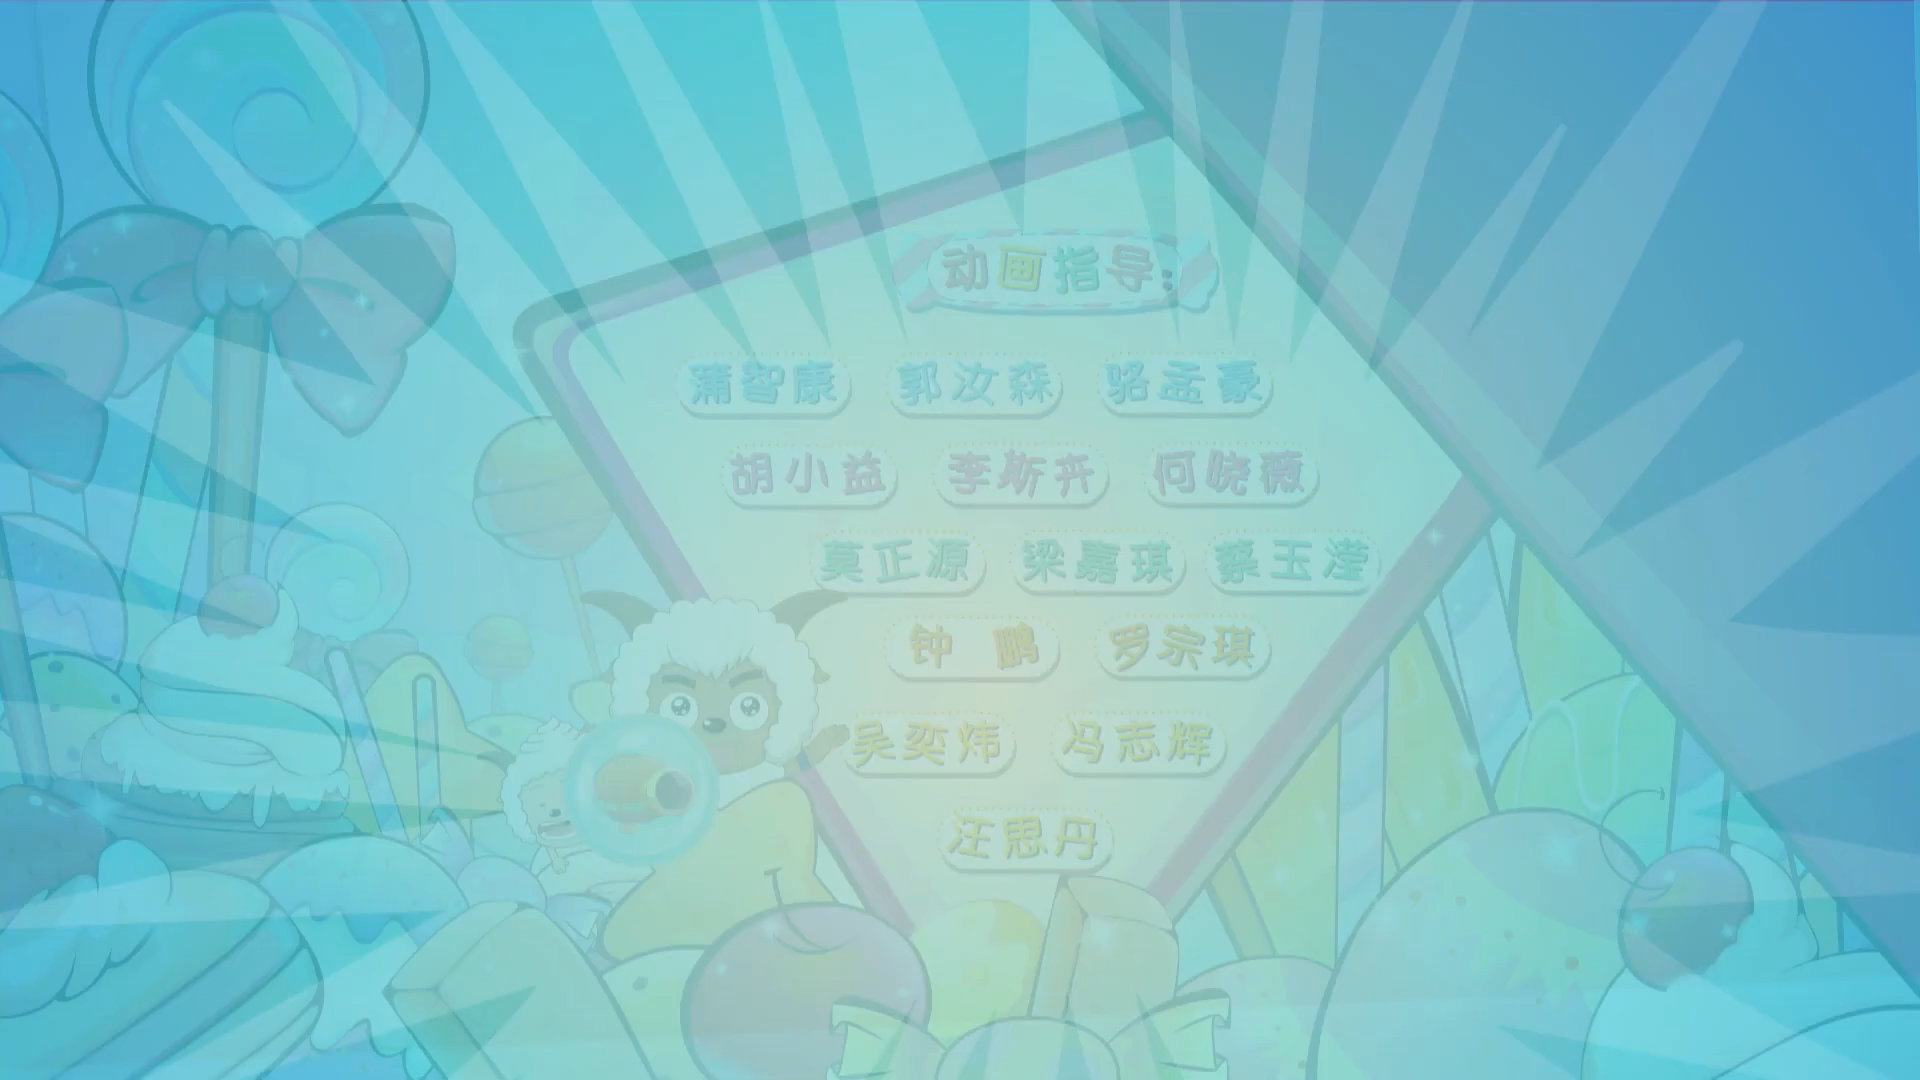 动画指导:
蒲智康 郭汝森 骆孟豪
胡小益 李斯卉 何晓薇
莫正源 梁嘉琪 蔡玉滢
钟 鹏 罗宗琪
吴奕炜 冯志辉
汪思丹